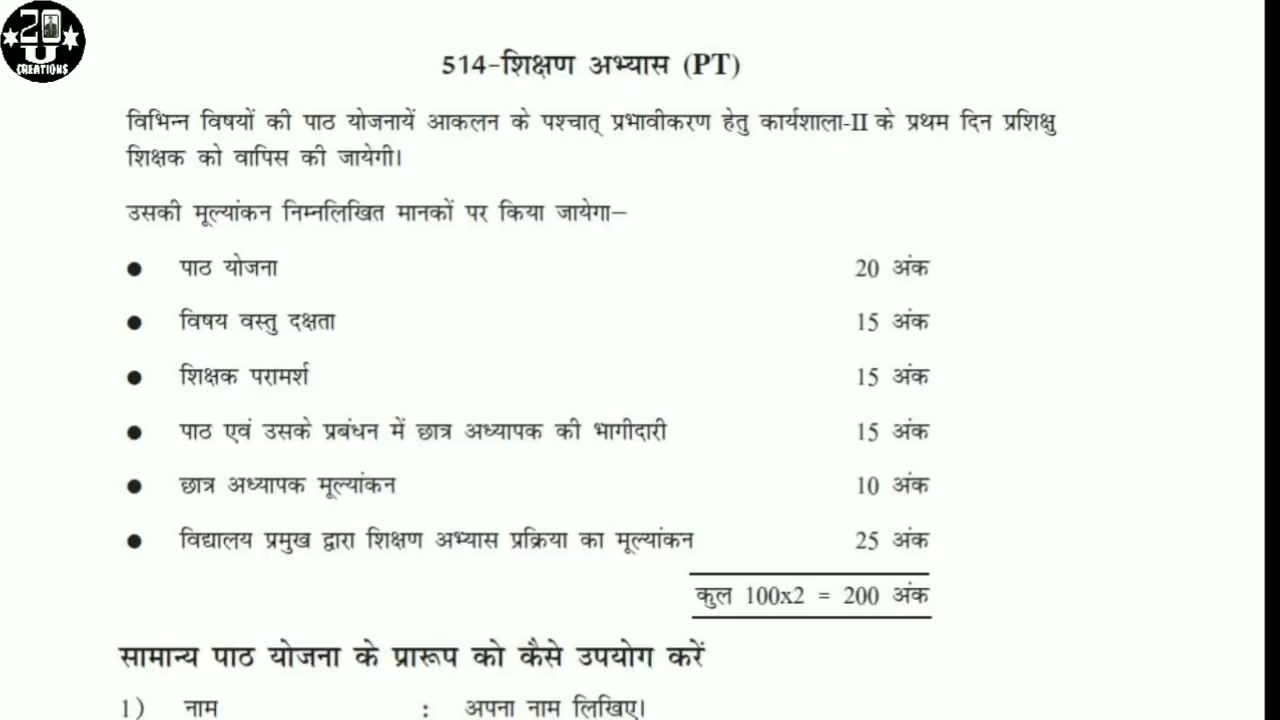 20
U
CREATIONS
514-शिक्षण अभ्यास (PT)
विभिन्न विषयों की पाठ योजनायें आकलन के पश्चात् प्रभावीकरण हेतु कार्यशाला-II के प्रथम दिन प्रशिक्षु
शिक्षक को वापिस की जायेगी।
उसकी मूल्यांकन निम्नलिखित मानकों पर किया जायेगा–
● पाठ योजना 20 अंक
● विषय वस्तु दक्षता 15 अंक
● शिक्षक परामर्श 15 अंक
● पाठ एवं उसके प्रबंधन में छात्र अध्यापक की भागीदारी 15 अंक
● छात्र अध्यापक मूल्यांकन 10 अंक
● विद्यालय प्रमुख द्वारा शिक्षण अभ्यास प्रक्रिया का मूल्यांकन 25 अंक
कुल 100x2 = 200 अंक
सामान्य पाठ योजना के प्रारूप को कैसे उपयोग करें
1) नाम : अपना नाम लिखिए।